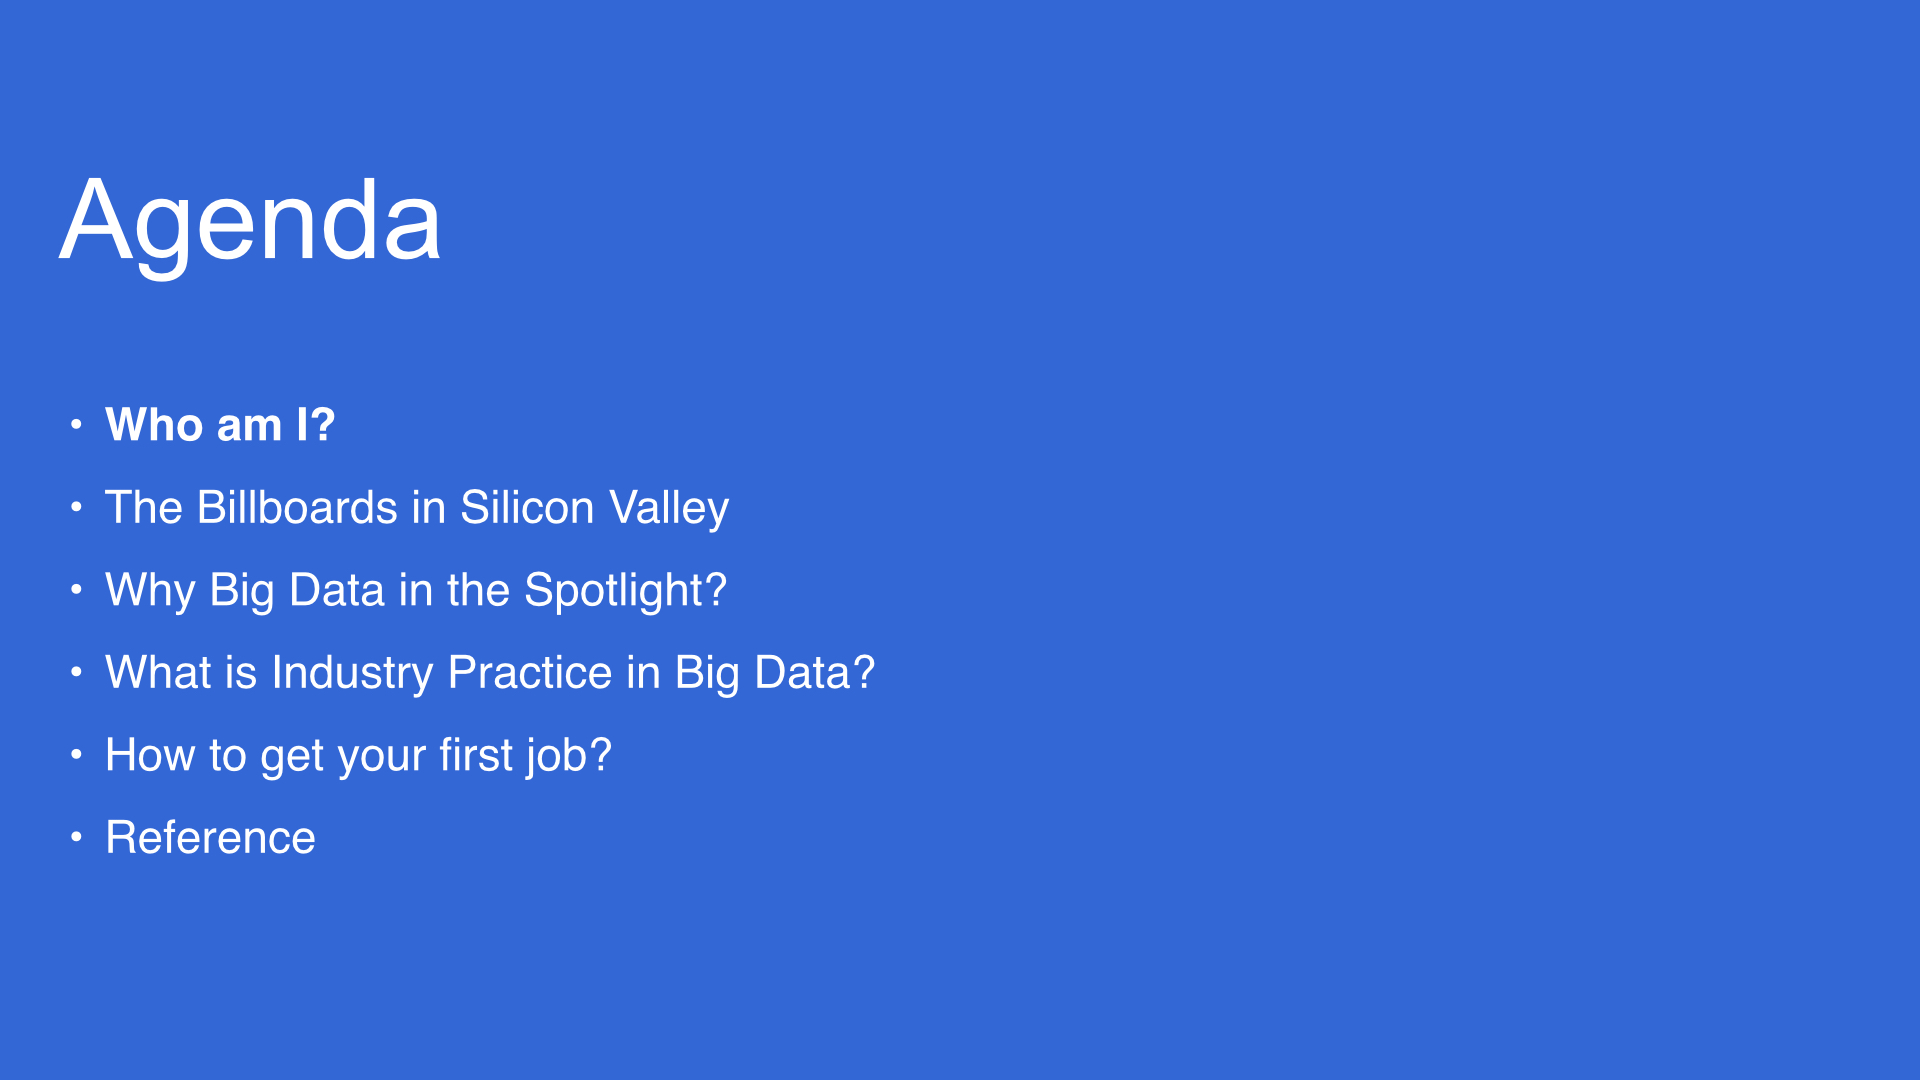 Agenda
• Who am I?
• The Billboards in Silicon Valley
• Why Big Data in the Spotlight?
• What is Industry Practice in Big Data?
• How to get your first job?
• Reference